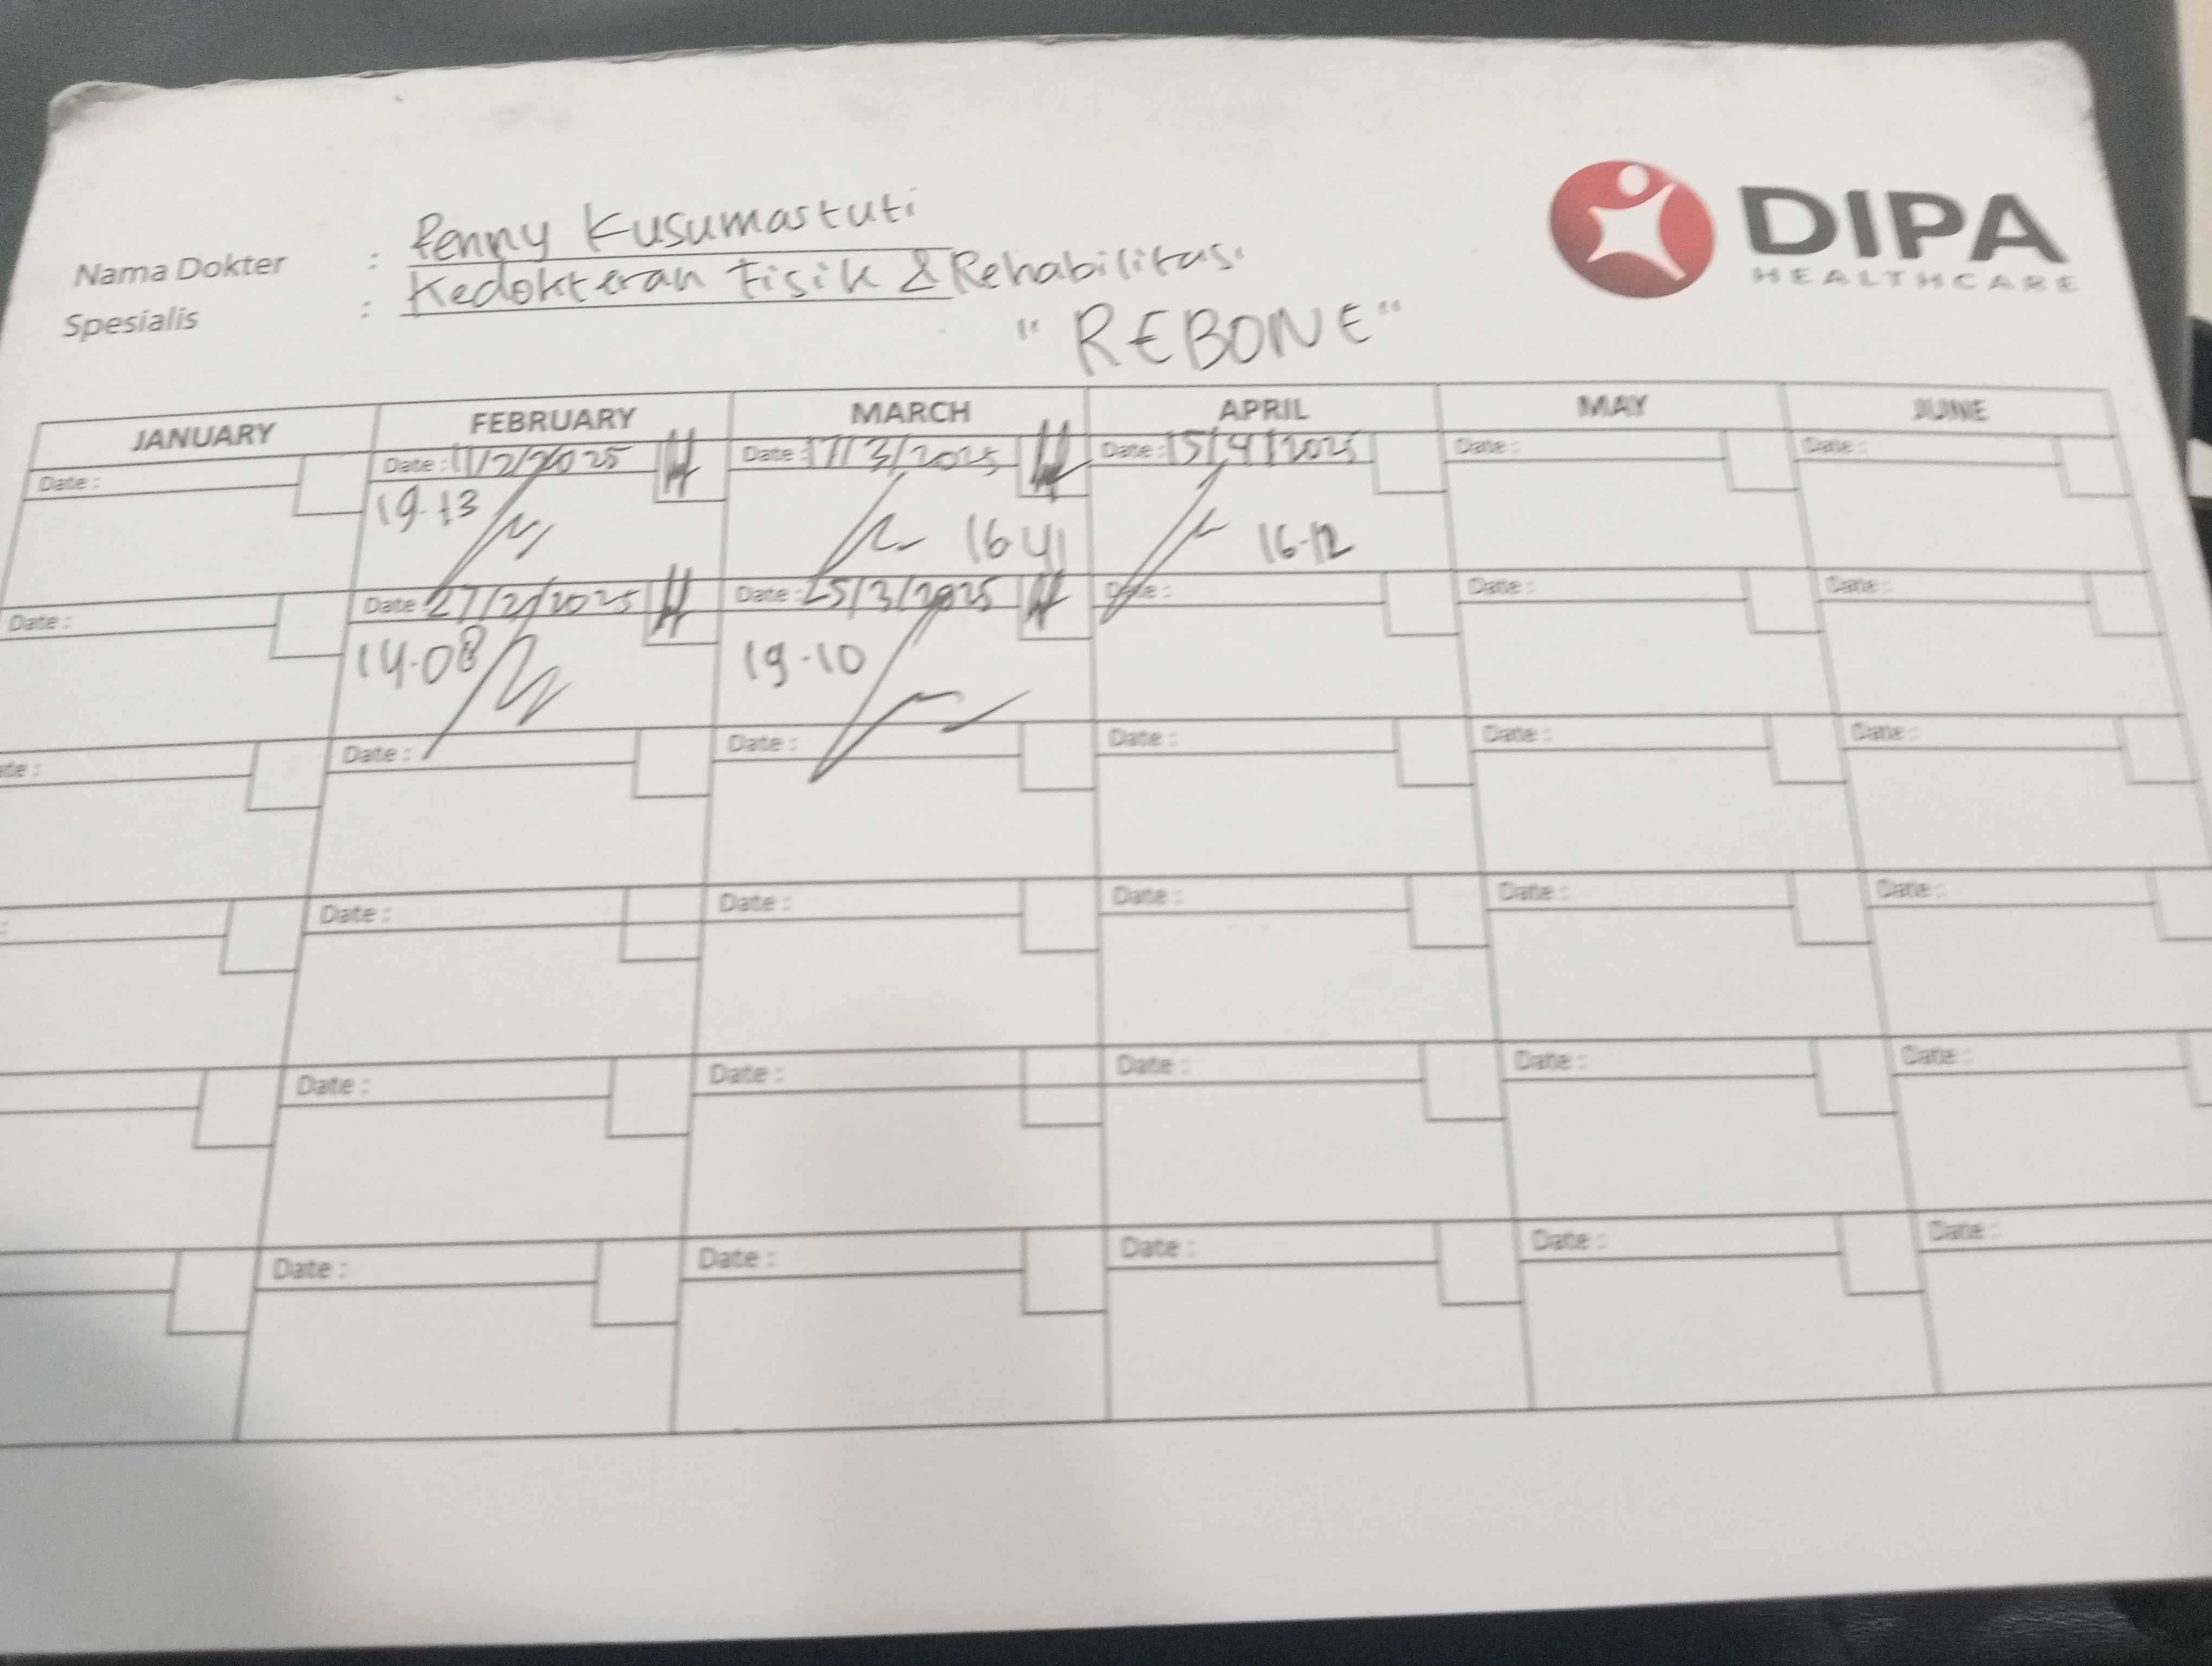 DIPA
HEALTHCARE
Nama Dokter : Penny Kusumastuti
Spesialis : Kedokteran Fisik & Rehabilitasi
"REBONE"
JANUARY FEBRUARY MARCH APRIL MAY JUNE
Date : Date : 11/2/2025 Date : 17/3/2025 Date : 15/4/2025 Date : Date :
19.13 16.41 16.12
Date : Date : 27/2/2025 Date : 25/3/2025 Date : Date : Date :
14.08 19.10
ate : Date : Date : Date : Date : Date :
: Date : Date : Date : Date : Date :
Date : Date : Date : Date : Date :
Date : Date : Date : Date : Date :